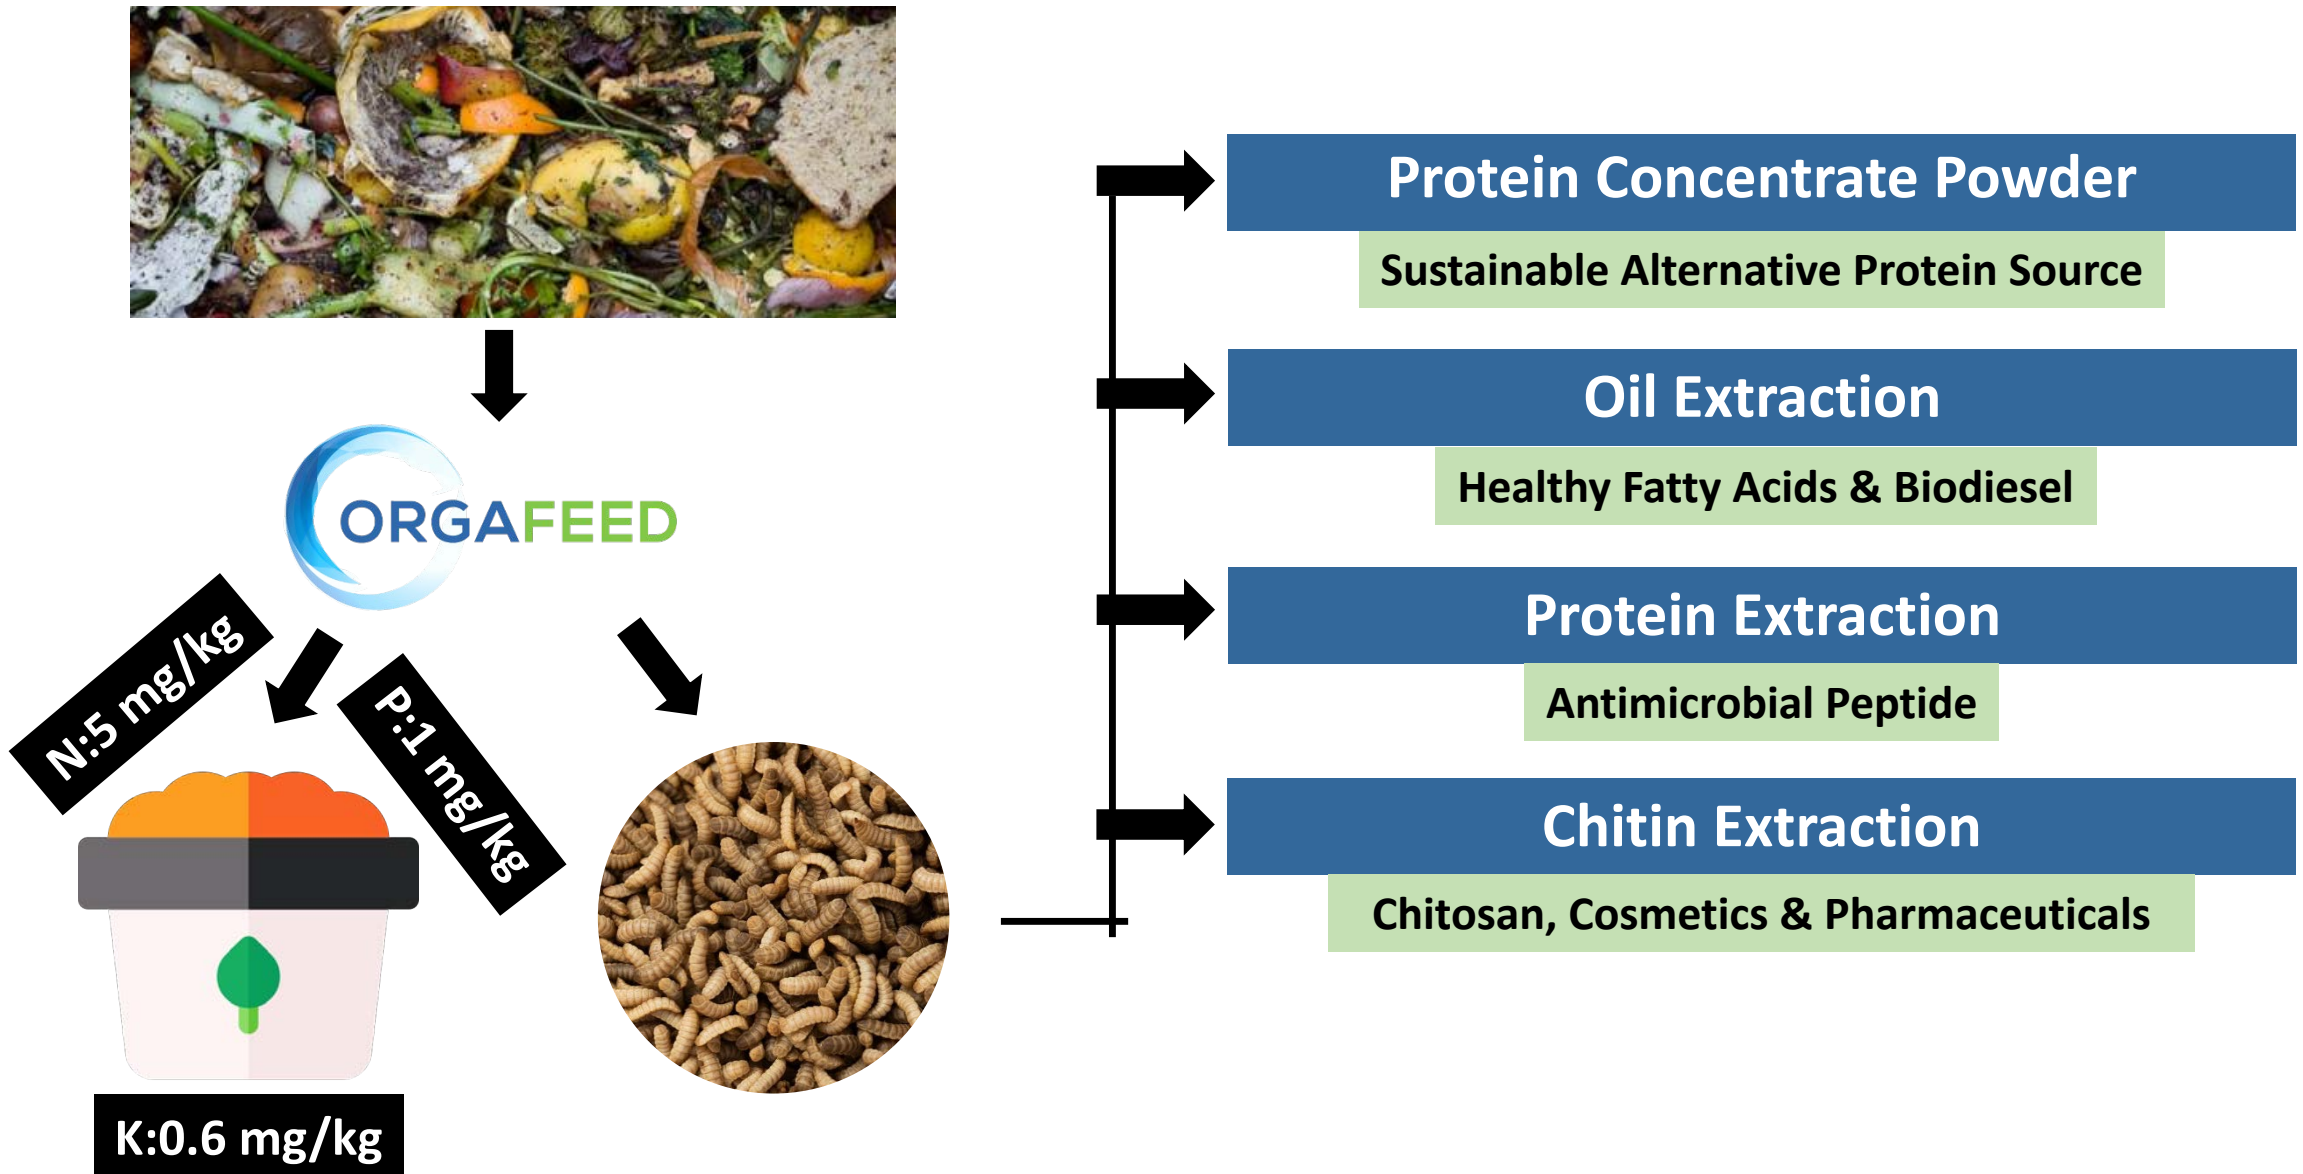 ORGAFEED
N:5 mg/kg
P:1 mg/kg
K:0.6 mg/kg
Protein Concentrate Powder
Sustainable Alternative Protein Source
Oil Extraction
Healthy Fatty Acids & Biodiesel
Protein Extraction
Antimicrobial Peptide
Chitin Extraction
Chitosan, Cosmetics & Pharmaceuticals